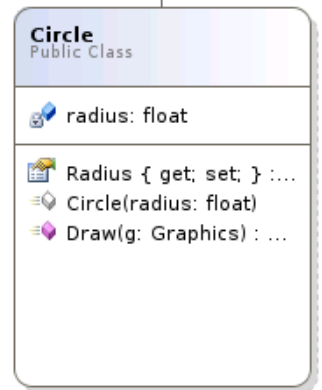 Circle
Public Class
radius: float
Radius { get; set; } :...
Circle(radius: float)
Draw(g: Graphics) : ...